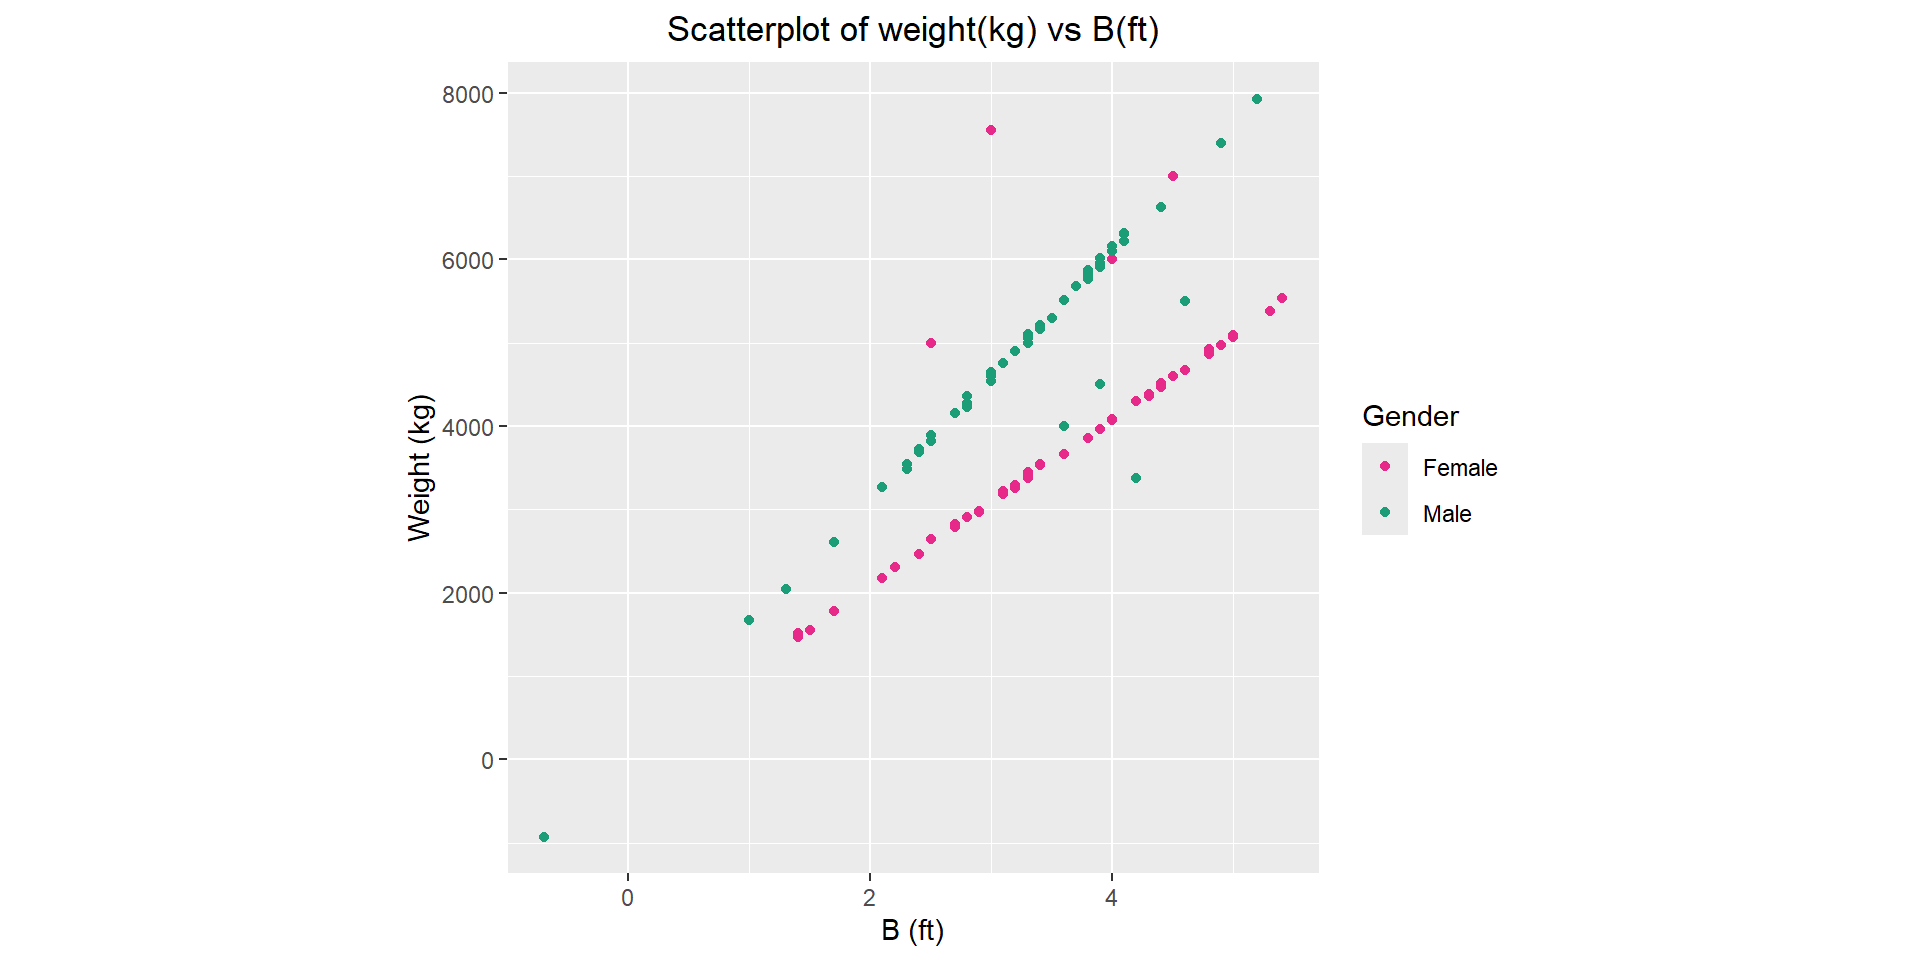 Scatterplot of weight(kg) vs B(ft)
8000
6000
4000
2000
0
Weight (kg)
0 2 4
B (ft)
Gender
Female
Male